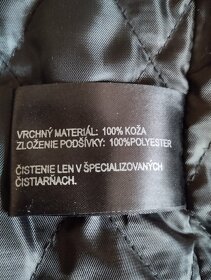 VRCHNÝ MATERIÁL: 100% KOŽA
ZLOŽENIE PODŠÍVKY: 100%POLYESTER
ČISTENIE LEN V ŠPECIALIZOVANÝCH
ČISTIARŇACH.